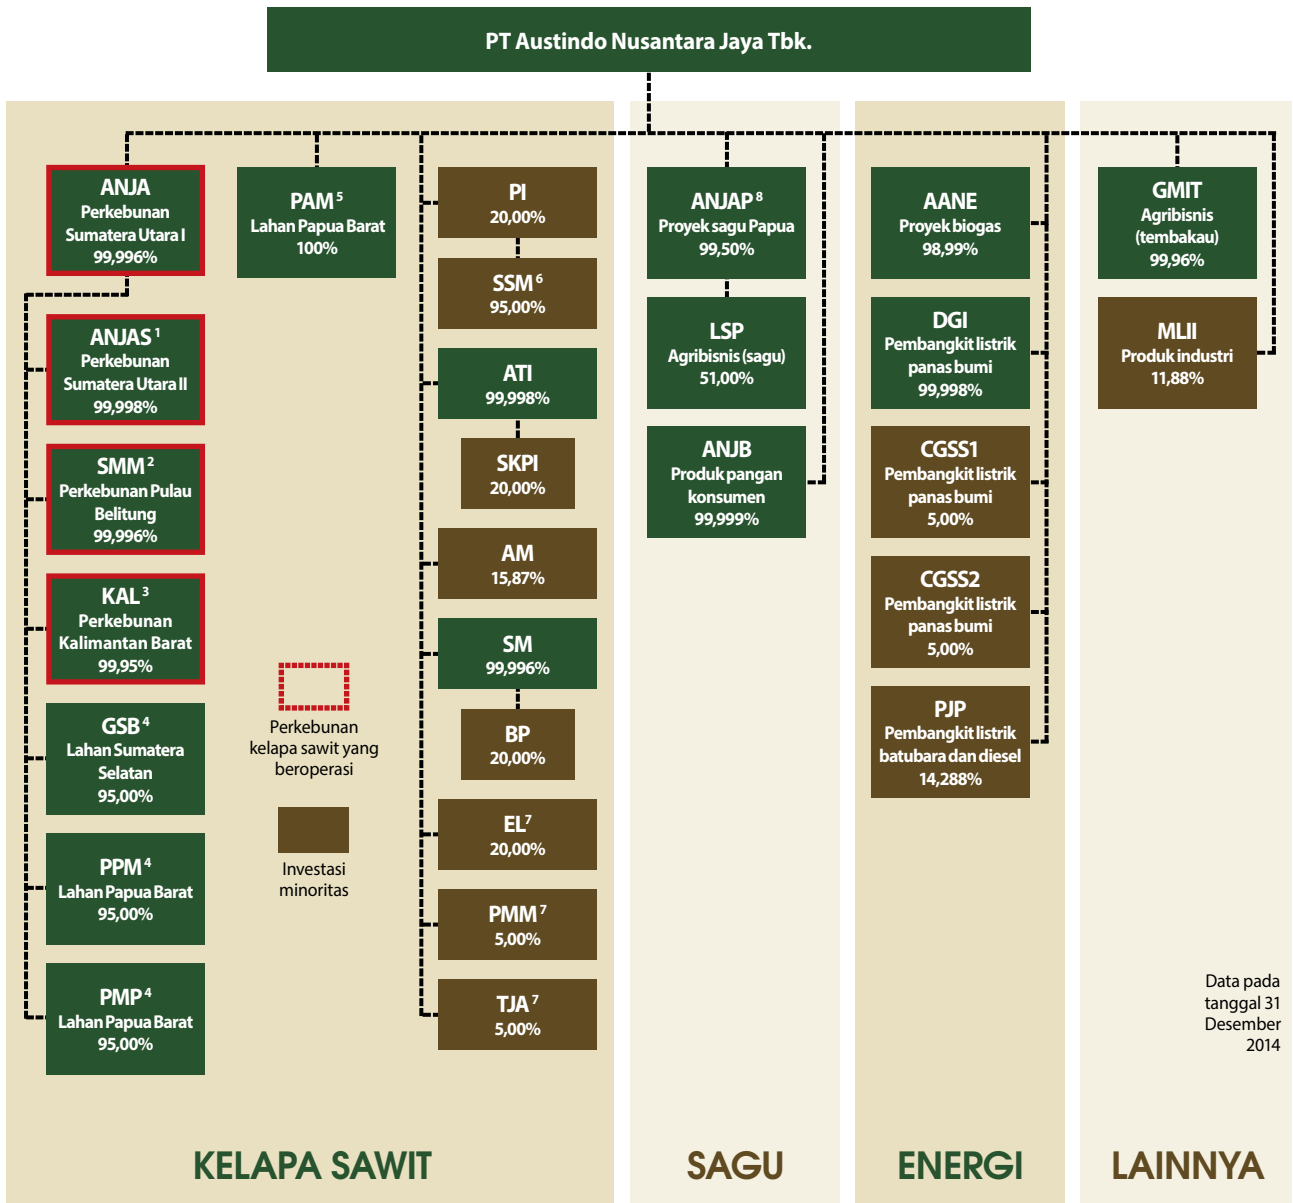 PT Austindo Nusantara Jaya Tbk.
ANJA
Perkebunan
Sumatera Utara I
99,996%
ANJAS 1
Perkebunan
Sumatera Utara II
99,998%
SMM 2
Perkebunan Pulau
Belitung
99,996%
KAL 3
Perkebunan
Kalimantan Barat
99,95%
GSB 4
Lahan Sumatera
Selatan
95,00%
PPM 4
Lahan Papua Barat
95,00%
PMP 4
Lahan Papua Barat
95,00%
PAM 5
Lahan Papua Barat
100%
Perkebunan
kelapa sawit yang
beroperasi
Investasi
minoritas
PI
20,00%
SSM 6
95,00%
ATI
99,998%
SKPI
20,00%
AM
15,87%
SM
99,996%
BP
20,00%
EL 7
20,00%
PMM 7
5,00%
TJA 7
5,00%
KELAPA SAWIT
ANJAP 8
Proyek sagu Papua
99,50%
LSP
Agribisnis (sagu)
51,00%
ANJB
Produk pangan
konsumen
99,999%
SAGU
AANE
Proyek biogas
98,99%
DGI
Pembangkit listrik
panas bumi
99,998%
CGSS1
Pembangkit listrik
panas bumi
5,00%
CGSS2
Pembangkit listrik
panas bumi
5,00%
PJP
Pembangkit listrik
batubara dan diesel
14,288%
ENERGI
GMIT
Agribisnis
(tembakau)
99,96%
MLII
Produk industri
11,88%
Data pada
tanggal 31
Desember
2014
LAINNYA